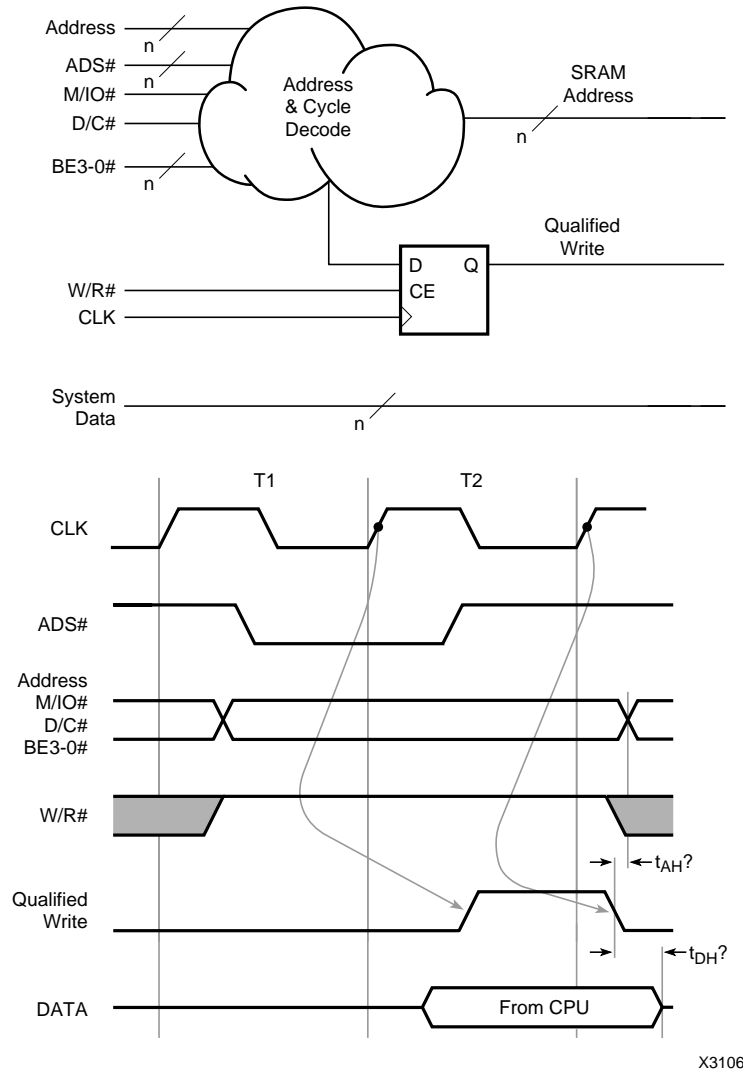 Address
n
ADS#
n
M/IO#
D/C#
BE3-0#
n
Address
& Cycle
Decode
SRAM
Address
n
Qualified
Write
D Q
CE
W/R#
CLK
System
Data
n
T1 T2
CLK
ADS#
Address
M/IO#
D/C#
BE3-0#
W/R#
tAH?
Qualified
Write
tDH?
DATA
From CPU
X3106